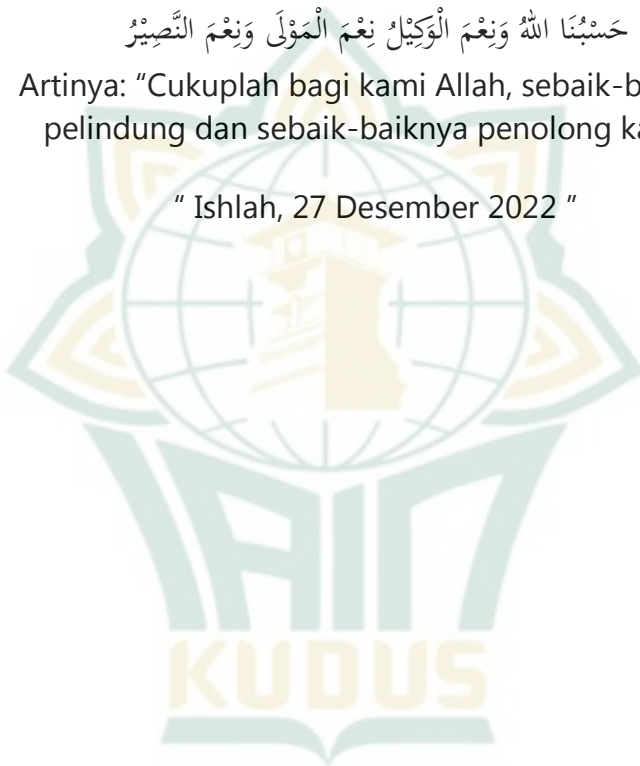 حَسْبُنَا اللهُ وَنِعْمَ الْوَكِيْلُ نِعْمَ الْمَوْلَى وَنِعْمَ النَّصِيْرُ
Artinya: “Cukuplah bagi kami Allah, sebaik-b
pelindung dan sebaik-baiknya penolong ka
“ Ishlah, 27 Desember 2022 ”
IAIN
KUDUS